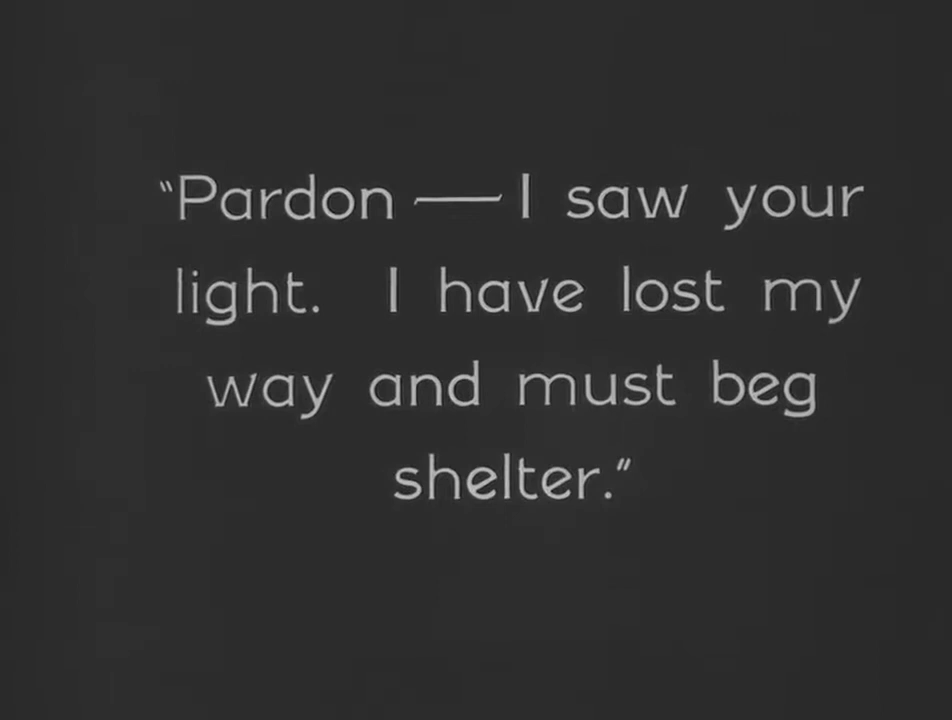 "Pardon — I saw your
light. I have lost my
way and must beg
shelter."